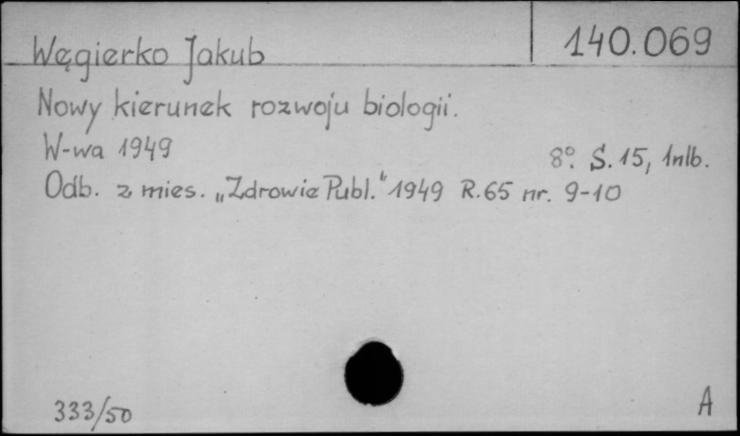 Węgierko Jakub 140.069
Nowy kierunek rozwoju biologii.
W-wa 1949 8° S. 15, 1nlb.
Odb. z mies. „Zdrowie Publ.“ 1949 R. 65 nr. 9-10
333/50 A